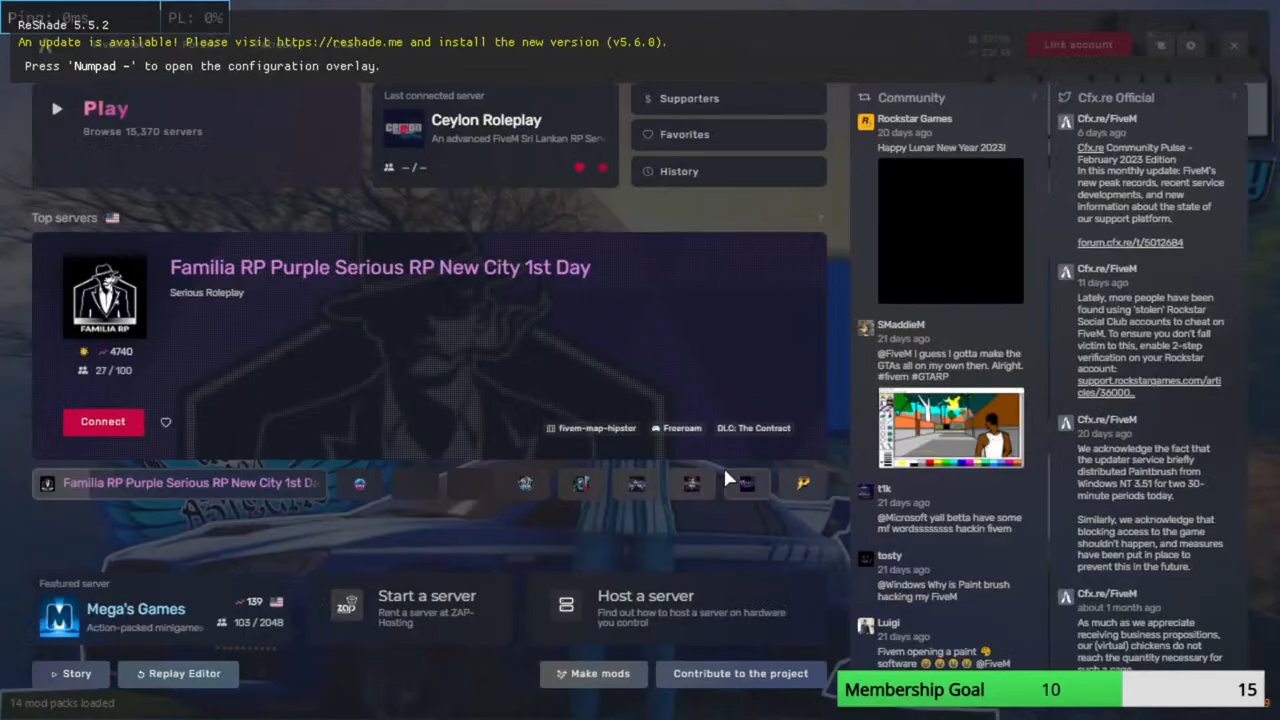 Ping: 0ms
PL: 0%
ReShade 5.5.2
An update is available! Please visit https://reshade.me and install the new version (v5.6.0).
Press 'Numpad -' to open the configuration overlay.
Link account
Play
Browse 15,370 servers
Last connected server
Ceylon Roleplay
An advanced FiveM Sri Lankan RP Ser
- / -
Supporters
Favorites
History
Top servers
FAMILIA RP
Familia RP Purple Serious RP New City 1st Day
Serious Roleplay
4740
27 / 100
Connect
fivem-map-hipster
Freeroam
DLC: The Contract
Familia RP Purple Serious RP New City 1st Da
Featured server
Mega's Games
Action-packed minigames
139
103 / 2048
ZAP
Start a server
Rent a server at ZAP-
Hosting
Host a server
Find out how to host a server on hardware
you control
Story
Replay Editor
Make mods
Contribute to the project
14 mod packs loaded
Community
Rockstar Games
20 days ago
Happy Lunar New Year 2023!
SMaddieM
21 days ago
@FiveM I guess I gotta make the
GTAs all on my own then. Alright.
#fivem #GTARP
t1k
21 days ago
@Microsoft yall betta have some
mf wordsssssss hackin fivem
tosty
21 days ago
@Windows Why is Paint brush
hacking my FiveM
Luigi
21 days ago
Fivem opening a paint
software @FiveM
Cfx.re Official
Cfx.re/FiveM
6 days ago
Cfx.re Community Pulse -
February 2023 Edition
In this monthly update: FiveM's
new peak records, recent service
developments, and new
information about the state of
our support platform.
forum.cfx.re/t/5012684
Cfx.re/FiveM
11 days ago
Lately, more people have been
found using 'stolen' Rockstar
Social Club accounts to cheat on
FiveM. To ensure you don't fall
victim to this, enable 2-step
verification on your Rockstar
account:
support.rockstargames.com/arti
cles/36000...
Cfx.re/FiveM
20 days ago
We acknowledge the fact that
the updater service briefly
distributed Paintbrush from
Windows NT 3.51 for two 30-
minute periods today.
Similarly, we acknowledge that
blocking access to the game
shouldn't happen, and measures
have been put in place to
prevent this in the future.
Cfx.re/FiveM
about 1 month ago
As much as we appreciate
receiving business propositions,
our (virtual) chickens do not
reach the quantity necessary for
Membership Goal
10
15